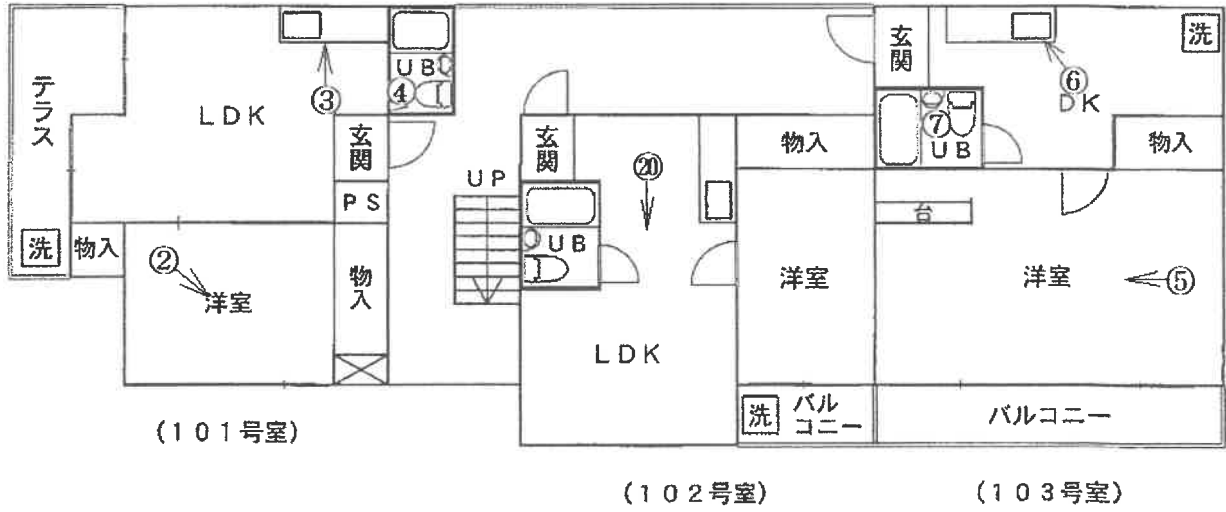 テラス
LDK
③
UB
④
玄関
PS
洗
物入
②
洋室
物入
UP
玄関
⑳
UB
LDK
物入
洋室
洗
バルコニー
玄関
⑥
DK
洗
⑦
UB
物入
台
洋室
⑤
バルコニー
(101号室)
(102号室)
(103号室)